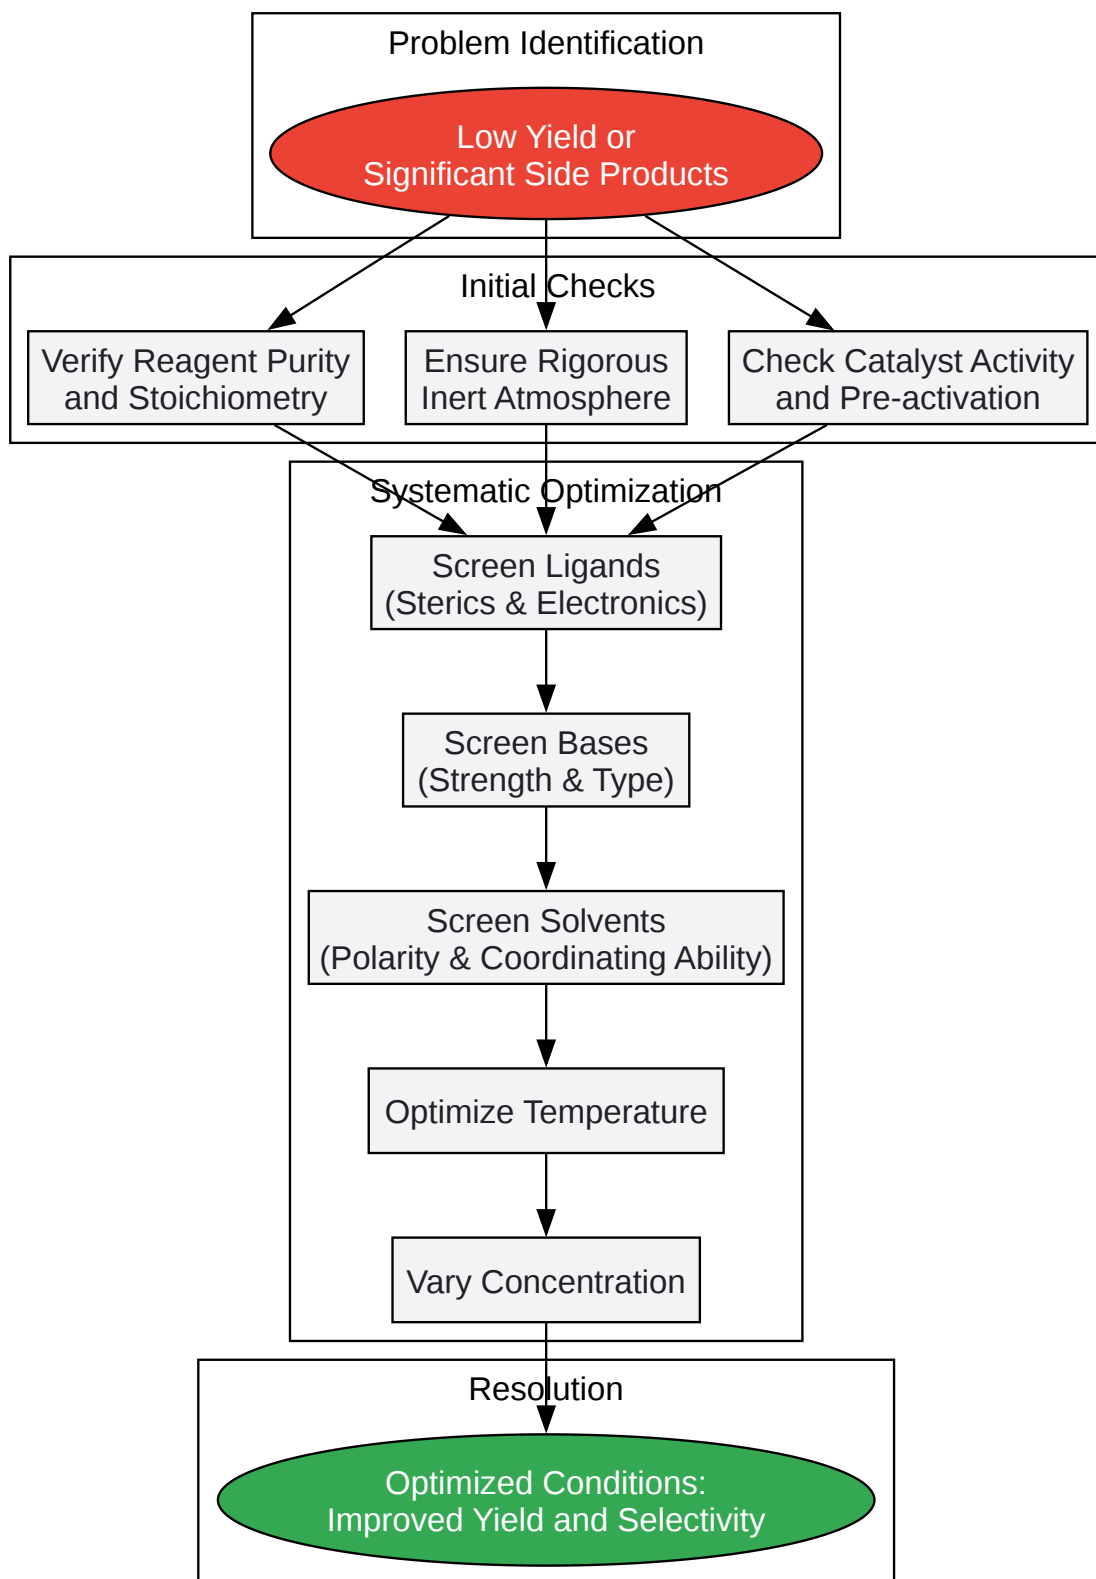 Problem Identification
Low Yield or
Significant Side Products
Initial Checks
Verify Reagent Purity
and Stoichiometry
Ensure Rigorous
Inert Atmosphere
Check Catalyst Activity
and Pre-activation
Systematic Optimization
Screen Ligands
(Sterics & Electronics)
Screen Bases
(Strength & Type)
Screen Solvents
(Polarity & Coordinating Ability)
Optimize Temperature
Vary Concentration
Resolution
Optimized Conditions:
Improved Yield and Selectivity